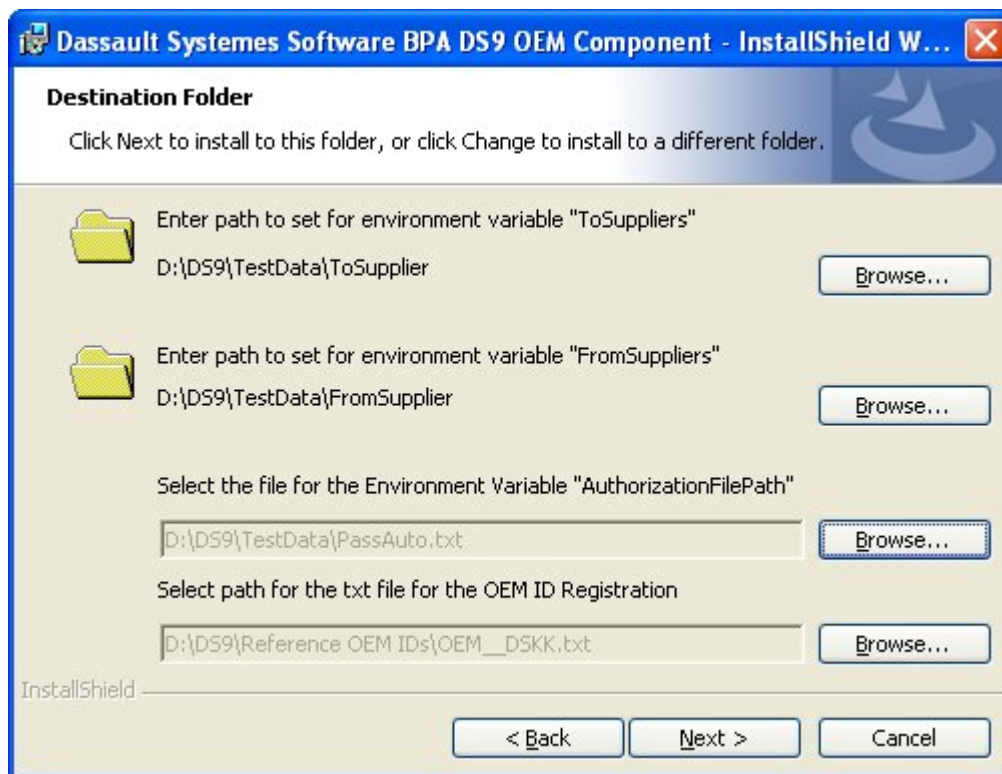 Dassault Systemes Software BPA DS9 OEM Component - InstallShield W...
Destination Folder
Click Next to install to this folder, or click Change to install to a different folder.
Enter path to set for environment variable "ToSuppliers"
D:\DS9\TestData\ToSupplier
Browse...
Enter path to set for environment variable "FromSuppliers"
D:\DS9\TestData\FromSupplier
Browse...
Select the file for the Environment Variable "AuthorizationFilePath"
D:\DS9\TestData\PassAuto.txt
Browse...
Select path for the txt file for the OEM ID Registration
D:\DS9\Reference OEM IDs\OEM__DSKK.txt
Browse...
InstallShield
< Back
Next >
Cancel